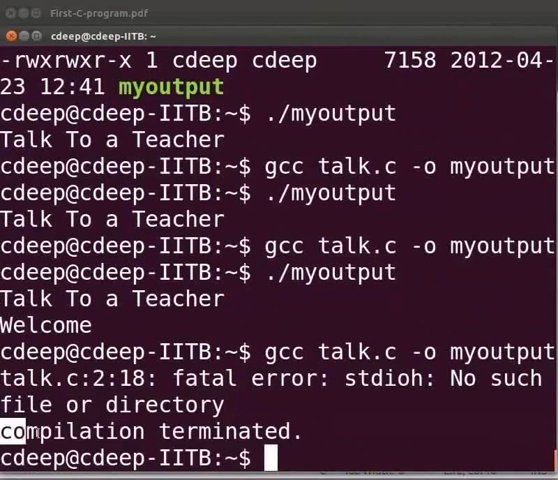 First-C-program.pdf
cdeep@cdeep-IITB: ~
-rwxrwxr-x 1 cdeep cdeep     7158 2012-04-
23 12:41 myoutput
cdeep@cdeep-IITB:~$ ./myoutput
Talk To a Teacher
cdeep@cdeep-IITB:~$ gcc talk.c -o myoutput
cdeep@cdeep-IITB:~$ ./myoutput
Talk To a Teacher
cdeep@cdeep-IITB:~$ gcc talk.c -o myoutput
cdeep@cdeep-IITB:~$ ./myoutput
Talk To a Teacher
Welcome
cdeep@cdeep-IITB:~$ gcc talk.c -o myoutput
talk.c:2:18: fatal error: stdioh: No such
file or directory
compilation terminated.
cdeep@cdeep-IITB:~$